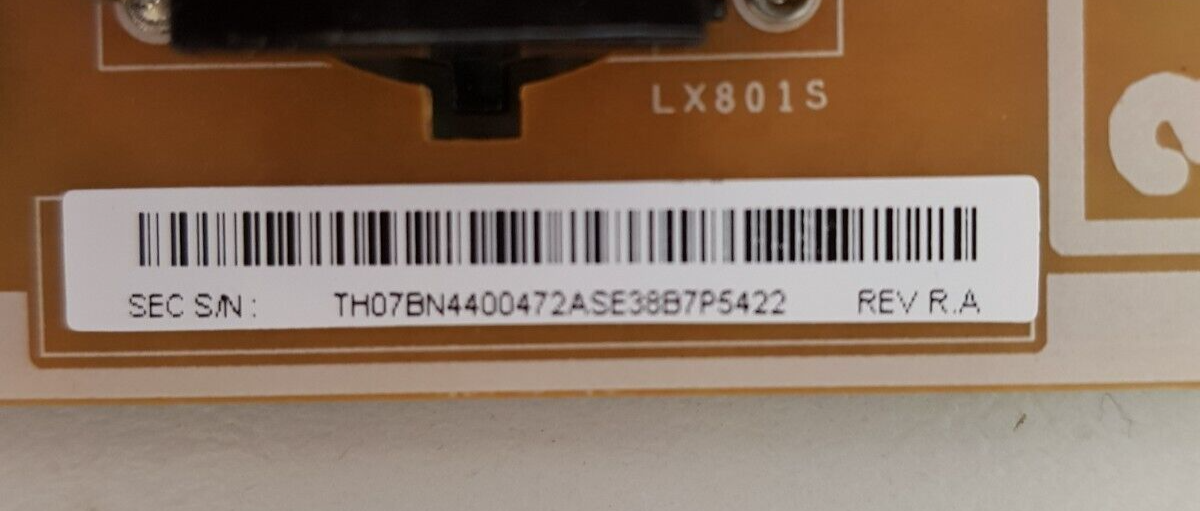 LX801S
SEC S/N : TH07BN4400472ASE38B7P5422 REV R.A